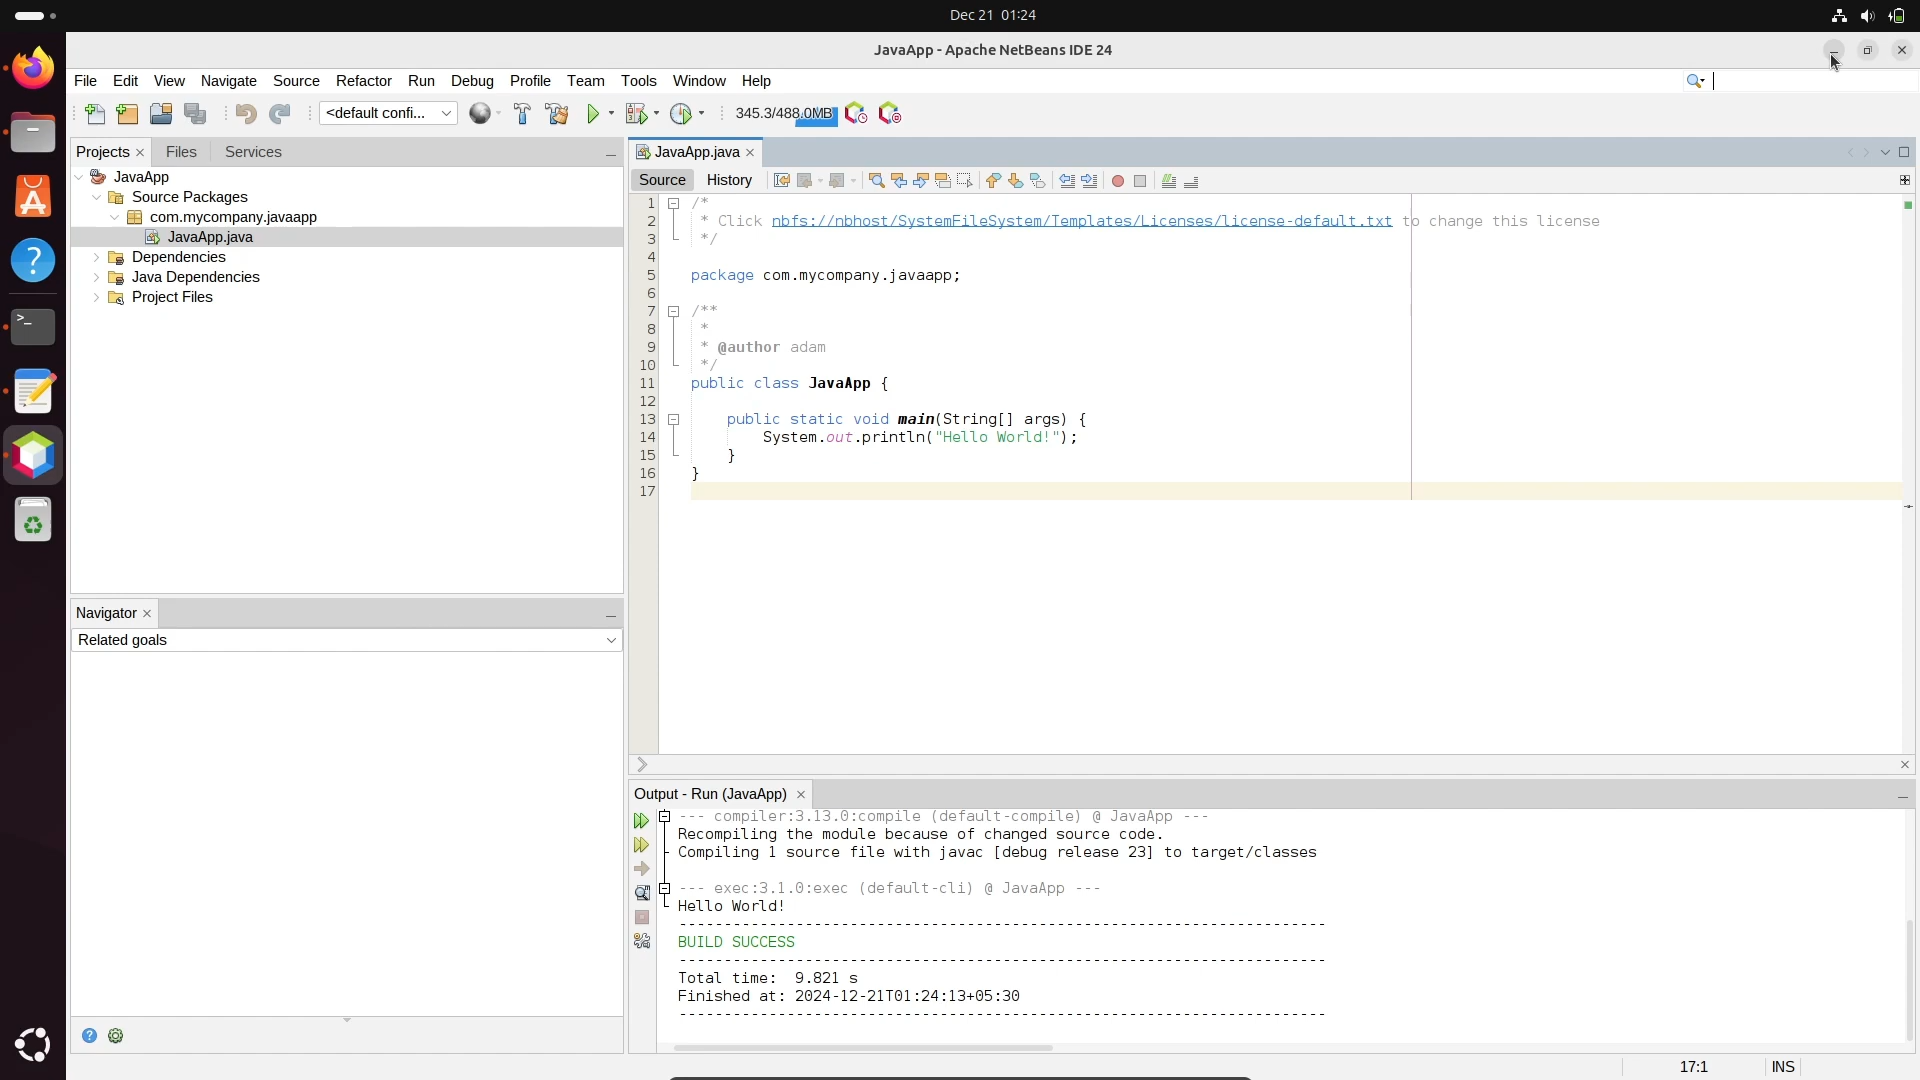 Dec 21 01:24
JavaApp - Apache NetBeans IDE 24
File Edit View Navigate Source Refactor Run Debug Profile Team Tools Window Help
<default confi... 345.3/488.0MB
Projects Files Services
JavaApp
Source Packages
com.mycompany.javaapp
JavaApp.java
Dependencies
Java Dependencies
Project Files
Navigator
Related goals
JavaApp.java
Source History
1 /*
2 * Click nbfs://nbhost/SystemFileSystem/Templates/Licenses/license-default.txt to change this license
3 */
4
5 package com.mycompany.javaapp;
6
7 /**
8 *
9 * @author adam
10 */
11 public class JavaApp {
12
13 public static void main(String[] args) {
14 System.out.println("Hello World!");
15 }
16 }
17
Output - Run (JavaApp)
--- compiler:3.13.0:compile (default-compile) @ JavaApp ---
Recompiling the module because of changed source code.
Compiling 1 source file with javac [debug release 23] to target/classes
--- exec:3.1.0:exec (default-cli) @ JavaApp ---
Hello World!
------------------------------------------------------------------------
BUILD SUCCESS
------------------------------------------------------------------------
Total time: 9.821 s
Finished at: 2024-12-21T01:24:13+05:30
------------------------------------------------------------------------
17:1 INS